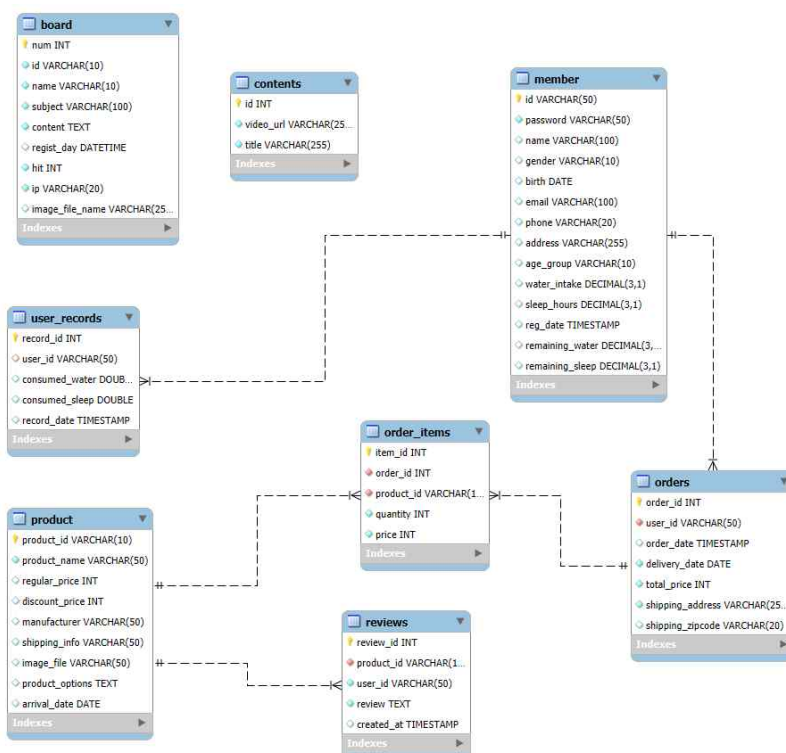 board
num INT
id VARCHAR(10)
name VARCHAR(10)
subject VARCHAR(100)
content TEXT
regist_day DATETIME
hit INT
ip VARCHAR(20)
image_file_name VARCHAR(25...
Indexes
contents
id INT
video_url VARCHAR(25...
title VARCHAR(255)
Indexes
member
id VARCHAR(50)
password VARCHAR(50)
name VARCHAR(100)
gender VARCHAR(10)
birth DATE
email VARCHAR(100)
phone VARCHAR(20)
address VARCHAR(255)
age_group VARCHAR(10)
water_intake DECIMAL(3,1)
sleep_hours DECIMAL(3,1)
reg_date TIMESTAMP
remaining_water DECIMAL(3,...
remaining_sleep DECIMAL(3,1)
Indexes
user_records
record_id INT
user_id VARCHAR(50)
consumed_water DOUB...
consumed_sleep DOUBLE
record_date TIMESTAMP
Indexes
order_items
item_id INT
order_id INT
product_id VARCHAR(1...
quantity INT
price INT
Indexes
orders
order_id INT
user_id VARCHAR(50)
order_date TIMESTAMP
delivery_date DATE
total_price INT
shipping_address VARCHAR(25...
shipping_zipcode VARCHAR(20)
Indexes
product
product_id VARCHAR(10)
product_name VARCHAR(50)
regular_price INT
discount_price INT
manufacturer VARCHAR(50)
shipping_info VARCHAR(50)
image_file VARCHAR(50)
product_options TEXT
arrival_date DATE
Indexes
reviews
review_id INT
product_id VARCHAR(1...
user_id VARCHAR(50)
review TEXT
created_at TIMESTAMP
Indexes